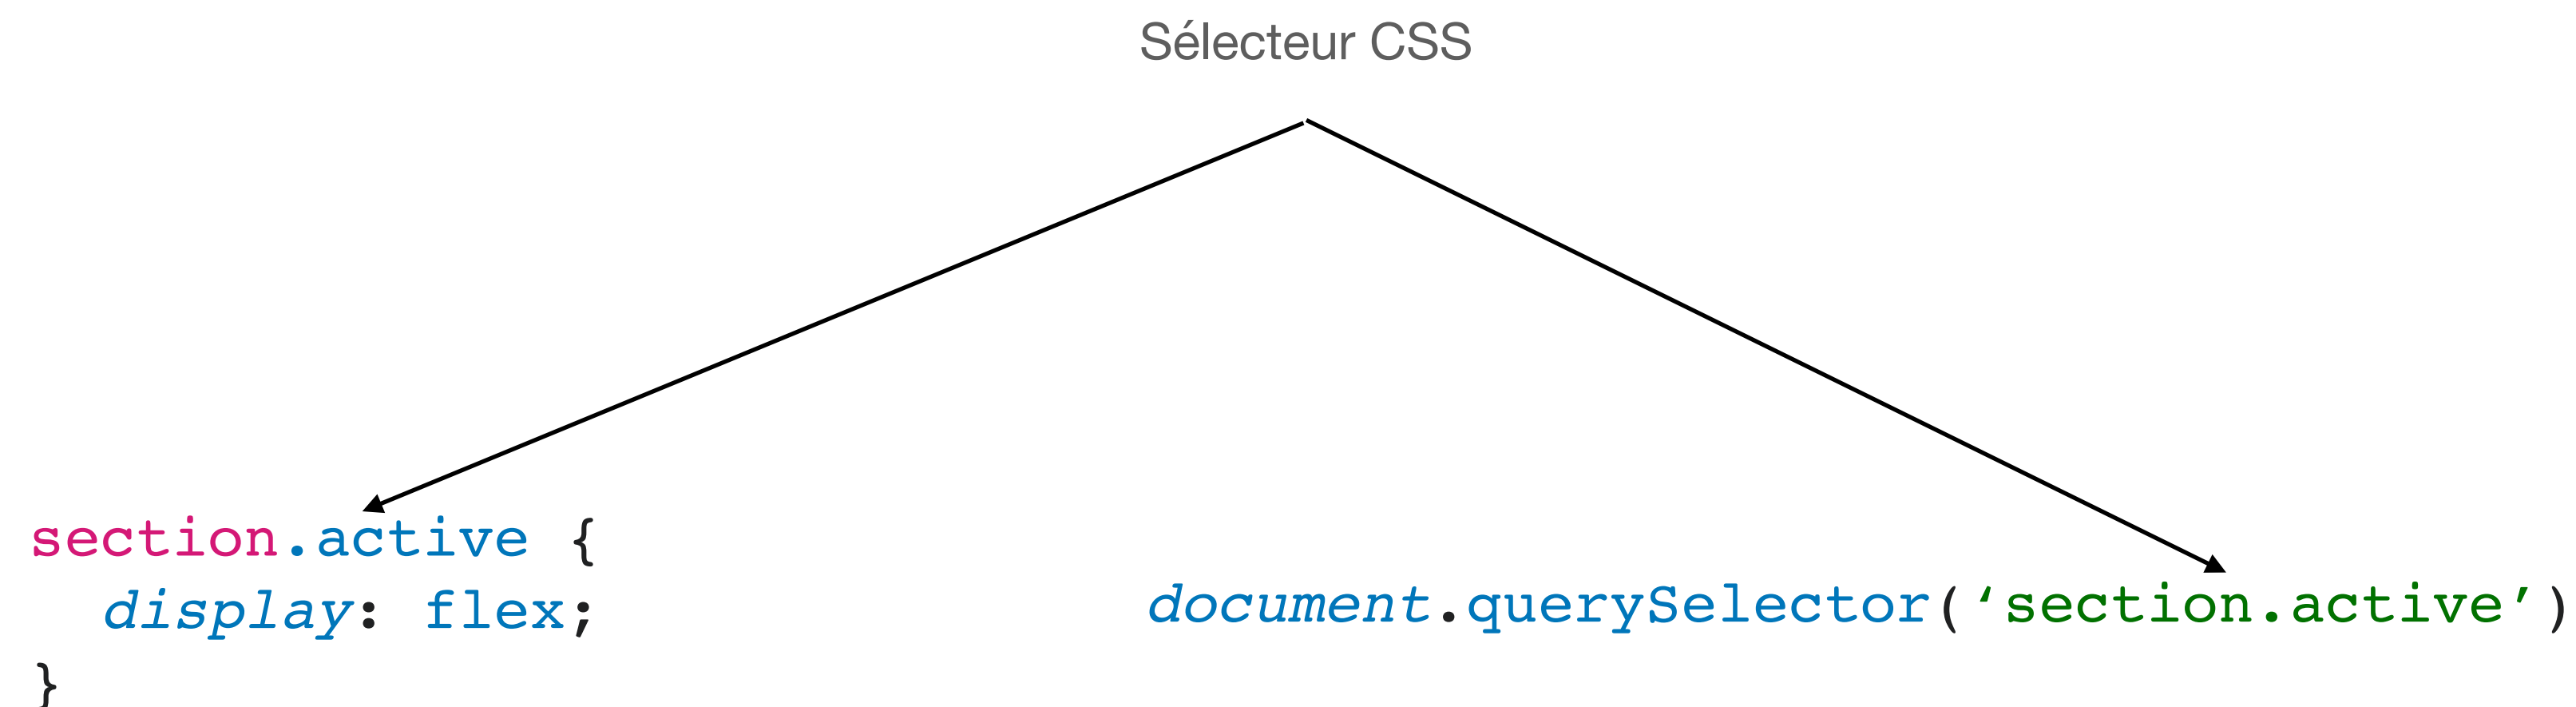 Sélecteur CSS
section.active {
display: flex;
}
document.querySelector(‘section.active’)